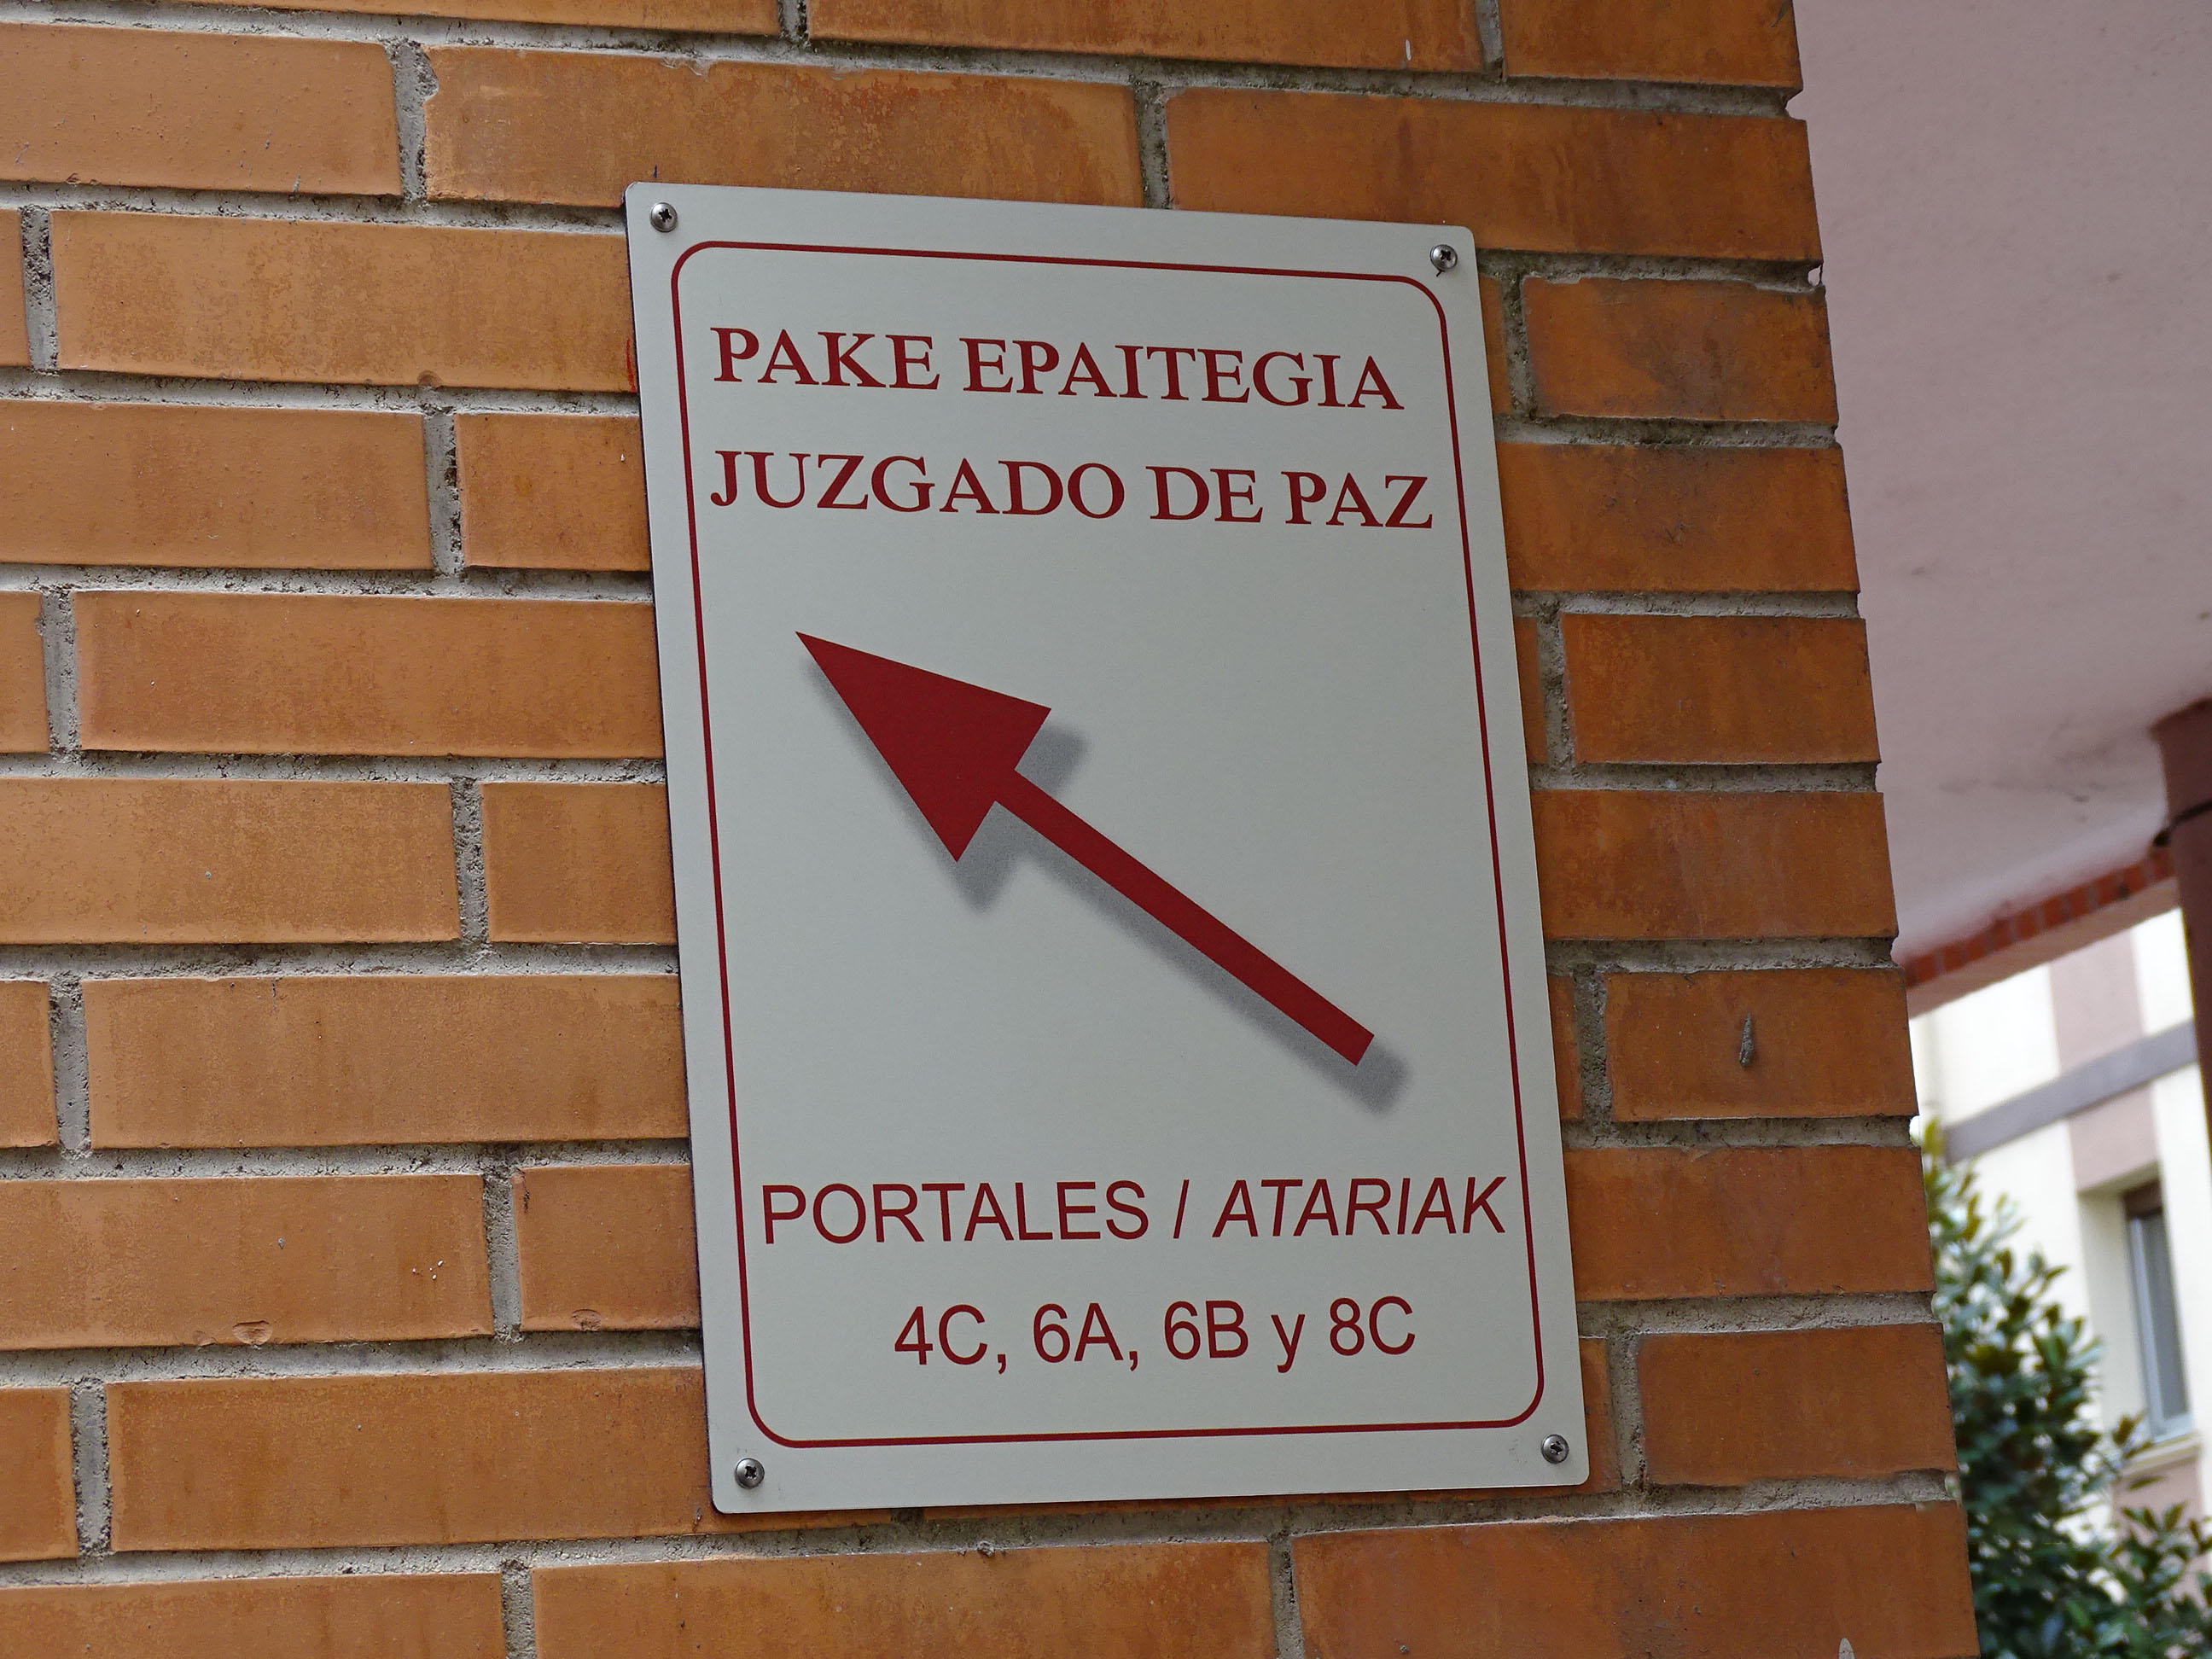 PAKE EPAITEGIA
JUZGADO DE PAZ
PORTALES / ATARIAK
4C, 6A, 6B y 8C